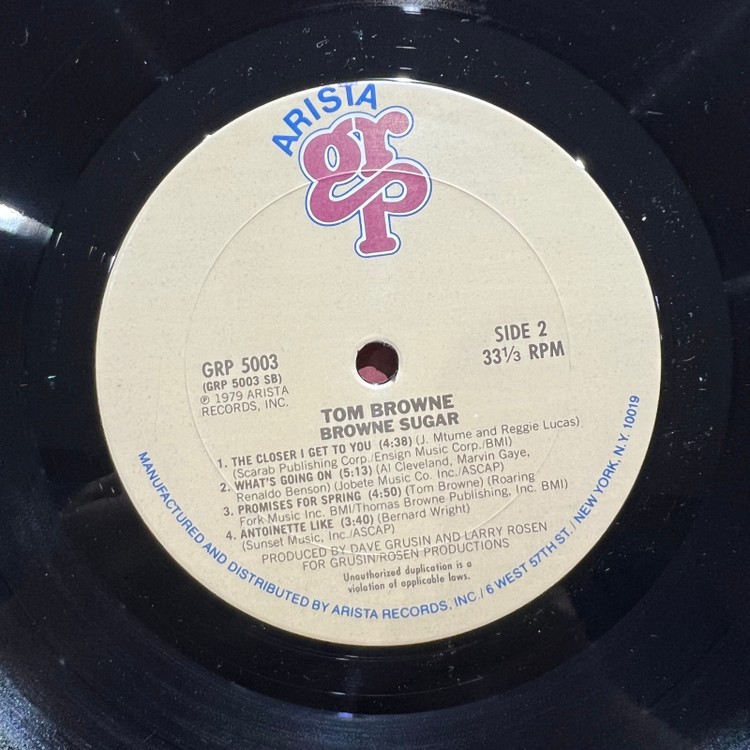 ARISTA
grp
GRP 5003
(GRP 5003 SB)
℗ 1979 ARISTA
RECORDS, INC.
SIDE 2
33⅓ RPM
TOM BROWNE
BROWNE SUGAR
1. THE CLOSER I GET TO YOU (4:38) (J. Mtume and Reggie Lucas)
(Scarab Publishing Corp./Ensign Music Corp./BMI)
2. WHAT'S GOING ON (5:13) (Al Cleveland, Marvin Gaye,
Renaldo Benson) (Jobete Music Co. Inc./ASCAP)
3. PROMISES FOR SPRING (4:50) (Tom Browne) (Roaring
Fork Music Inc. BMI/Thomas Browne Publishing, Inc. BMI)
4. ANTOINETTE LIKE (3:40) (Bernard Wright)
(Sunset Music, Inc./ASCAP)
PRODUCED BY DAVE GRUSIN AND LARRY ROSEN
FOR GRUSIN/ROSEN PRODUCTIONS
Unauthorized duplication is a
violation of applicable laws.
MANUFACTURED AND DISTRIBUTED BY ARISTA RECORDS, INC./6 WEST 57TH ST./NEW YORK, N.Y. 10019